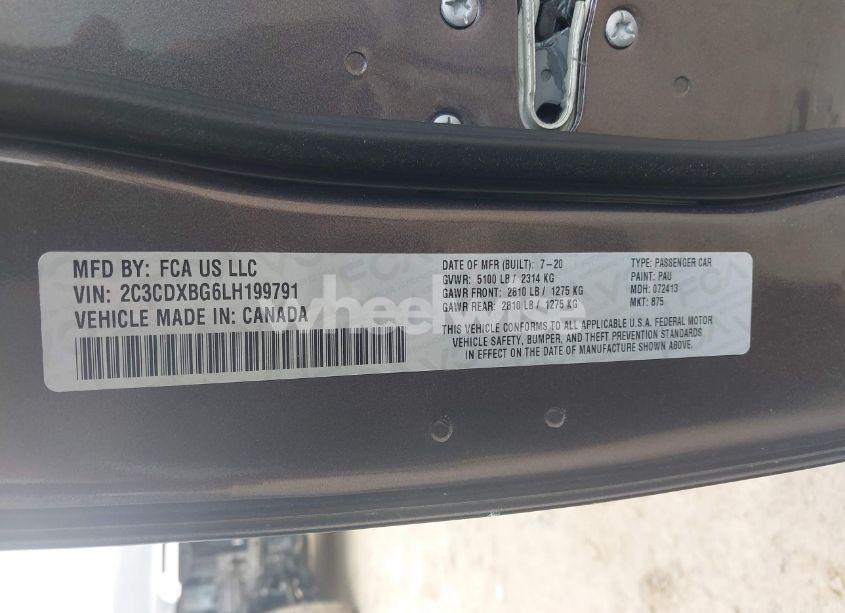 MFD BY: FCA US LLC
VIN: 2C3CDXBG6LH199791
VEHICLE MADE IN: CANADA
DATE OF MFR (BUILT): 7-20
GVWR: 5100 LB / 2314 KG
GAWR FRONT: 2810 LB / 1275 KG
GAWR REAR: 2810 LB / 1275 KG
TYPE: PASSENGER CAR
PAINT: PAU
MDH: 072413
MKT: 875
THIS VEHICLE CONFORMS TO ALL APPLICABLE U.S.A. FEDERAL MOTOR
VEHICLE SAFETY, BUMPER, AND THEFT PREVENTION STANDARDS
IN EFFECT ON THE DATE OF MANUFACTURE SHOWN ABOVE.